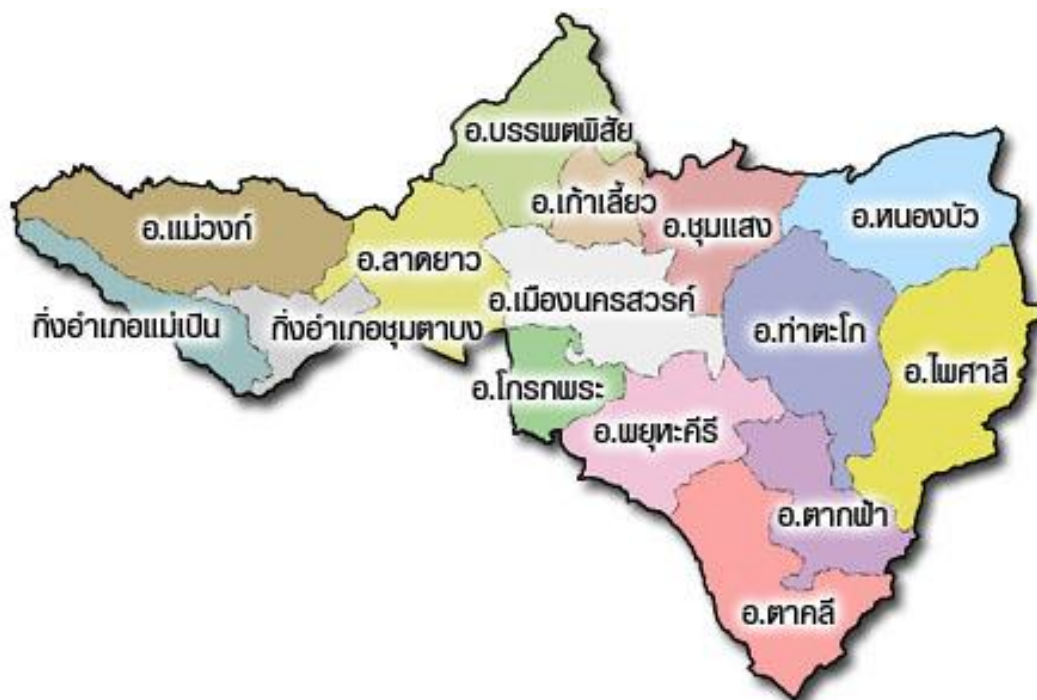 อ.บรรพตพิสัย
อ.เก้าเลี้ยว
อ.แม่วงก์
อ.ชุมแสง
อ.หนองบัว
อ.ลาดยาว
อ.เมืองนครสวรรค์
กิ่งอำเภอแม่เปิน
กิ่งอำเภอชุมตาบง
อ.ท่าตะโก
อ.ไพศาลี
อ.โกรกพระ
อ.พยุหะคีรี
อ.ตากฟ้า
อ.ตาคลี